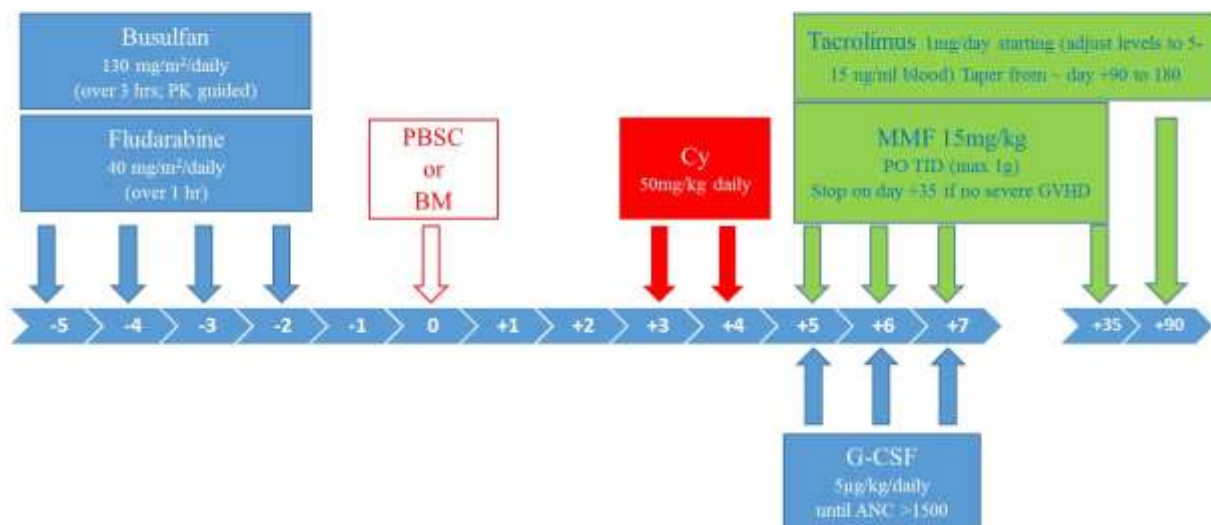 Busulfan
130 mg/m²/daily
(over 3 hrs; PK guided)
Fludarabine
40 mg/m²/daily
(over 1 hr)
PBSC
or
BM
Cy
50mg/kg daily
Tacrolimus 1mg/day starting (adjust levels to 5-
15 ng/ml blood) Taper from ~ day +90 to 180
MMF 15mg/kg
PO TID (max 1g)
Stop on day +35 if no severe GVHD
-5 -4 -3 -2 -1 0 +1 +2 +3 +4 +5 +6 +7 +35 +90
G-CSF
5µg/kg/daily
until ANC >1500